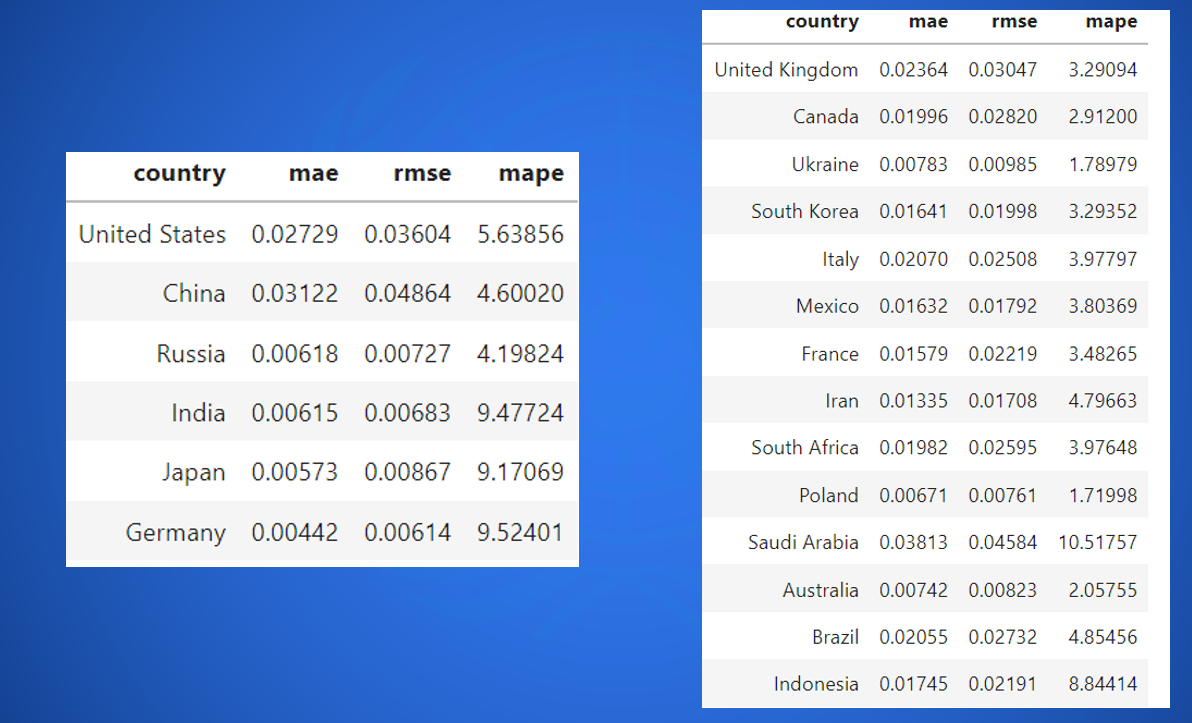 country mae rmse mape
United States 0.02729 0.03604 5.63856
China 0.03122 0.04864 4.60020
Russia 0.00618 0.00727 4.19824
India 0.00615 0.00683 9.47724
Japan 0.00573 0.00867 9.17069
Germany 0.00442 0.00614 9.52401
country mae rmse mape
United Kingdom 0.02364 0.03047 3.29094
Canada 0.01996 0.02820 2.91200
Ukraine 0.00783 0.00985 1.78979
South Korea 0.01641 0.01998 3.29352
Italy 0.02070 0.02508 3.97797
Mexico 0.01632 0.01792 3.80369
France 0.01579 0.02219 3.48265
Iran 0.01335 0.01708 4.79663
South Africa 0.01982 0.02595 3.97648
Poland 0.00671 0.00761 1.71998
Saudi Arabia 0.03813 0.04584 10.51757
Australia 0.00742 0.00823 2.05755
Brazil 0.02055 0.02732 4.85456
Indonesia 0.01745 0.02191 8.84414